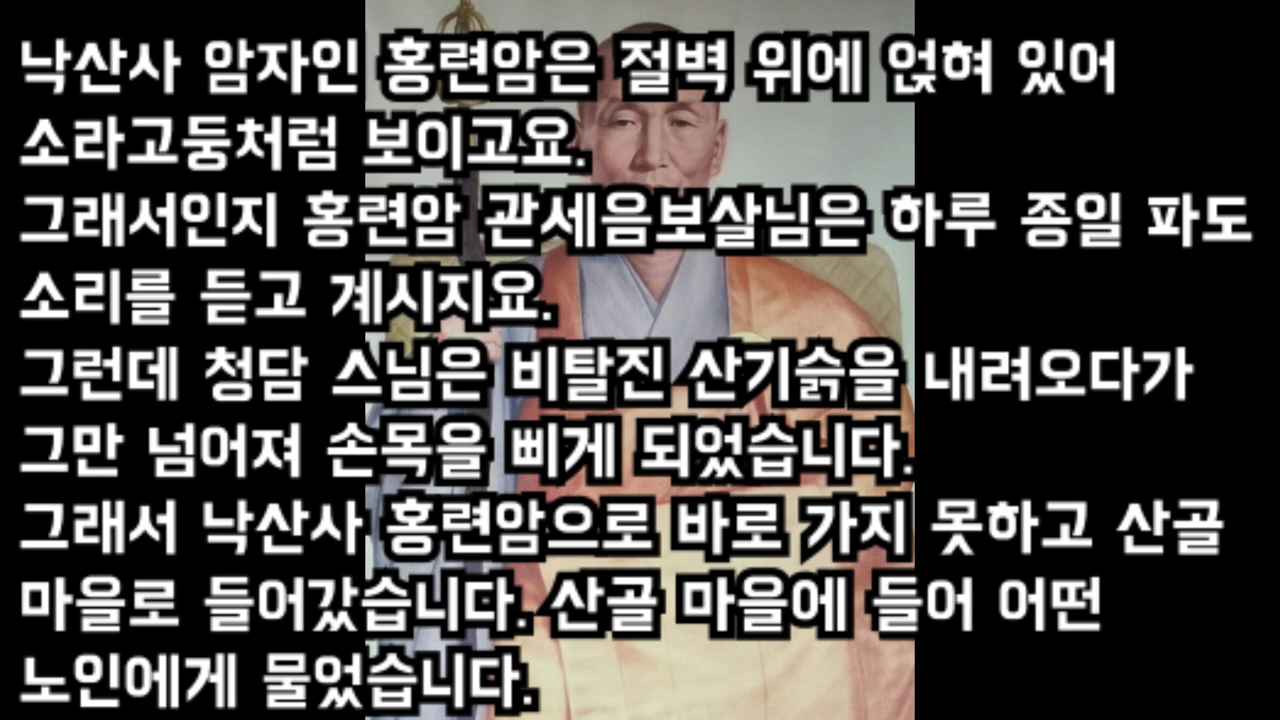 낙산사 암자인 홍련암은 절벽 위에 얹혀 있어
소라고둥처럼 보이고요.
그래서인지 홍련암 관세음보살님은 하루 종일 파도
소리를 듣고 계시지요.
그런데 청담 스님은 비탈진 산기슭을 내려오다가
그만 넘어져 손목을 삐게 되었습니다.
그래서 낙산사 홍련암으로 바로 가지 못하고 산골
마을로 들어갔습니다. 산골 마을에 들어 어떤
노인에게 물었습니다.